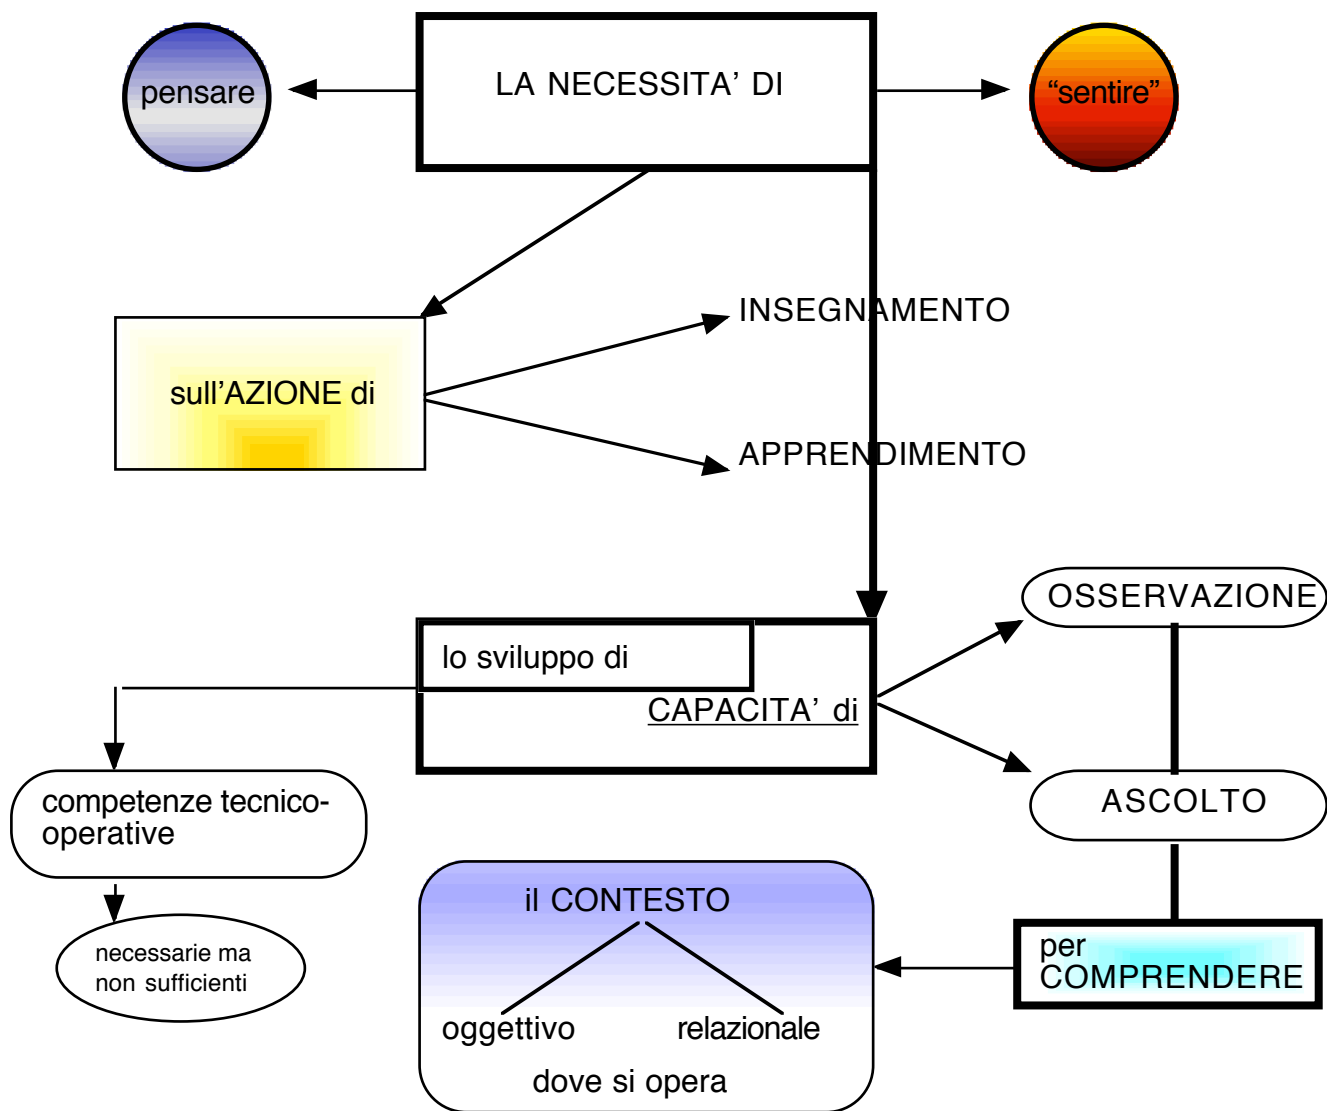 pensare
LA NECESSITA’ DI
“sentire”
INSEGNAMENTO
sull'AZIONE di
APPRENDIMENTO
OSSERVAZIONE
lo sviluppo di
CAPACITA’ di
competenze tecnico-
operative
ASCOLTO
il CONTESTO
necessarie ma
non sufficienti
per
COMPRENDERE
oggettivo
relazionale
dove si opera